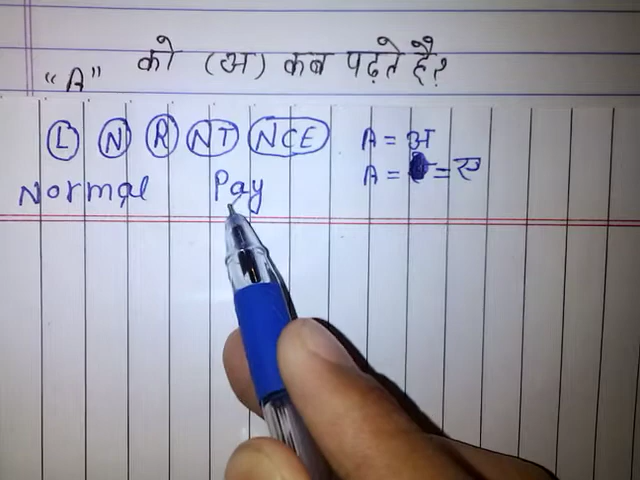 "A" को (अ) कब पढ़ते है?
L N R NT NCE A = अ
A = = ए
Normal Pay